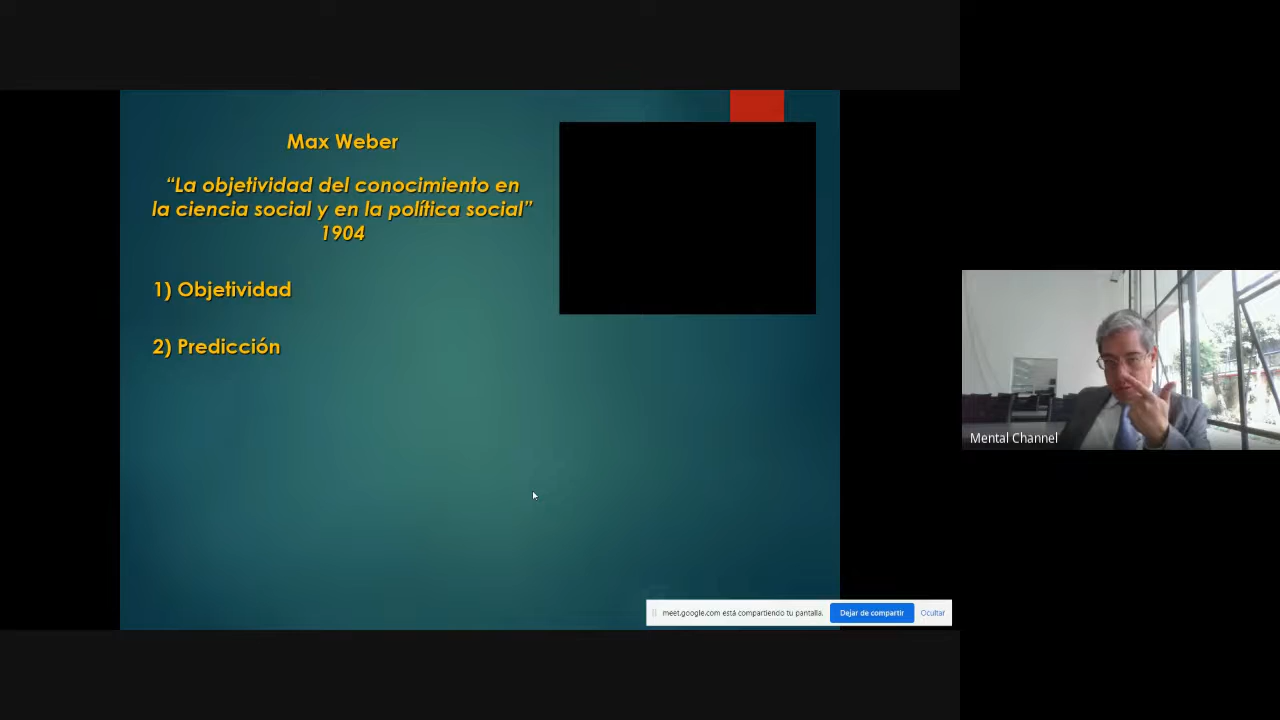 Max Weber
“La objetividad del conocimiento en
la ciencia social y en la política social”
1904
1) Objetividad
2) Predicción
Mental Channel
meet.google.com está compartiendo tu pantalla.
Dejar de compartir
Ocultar